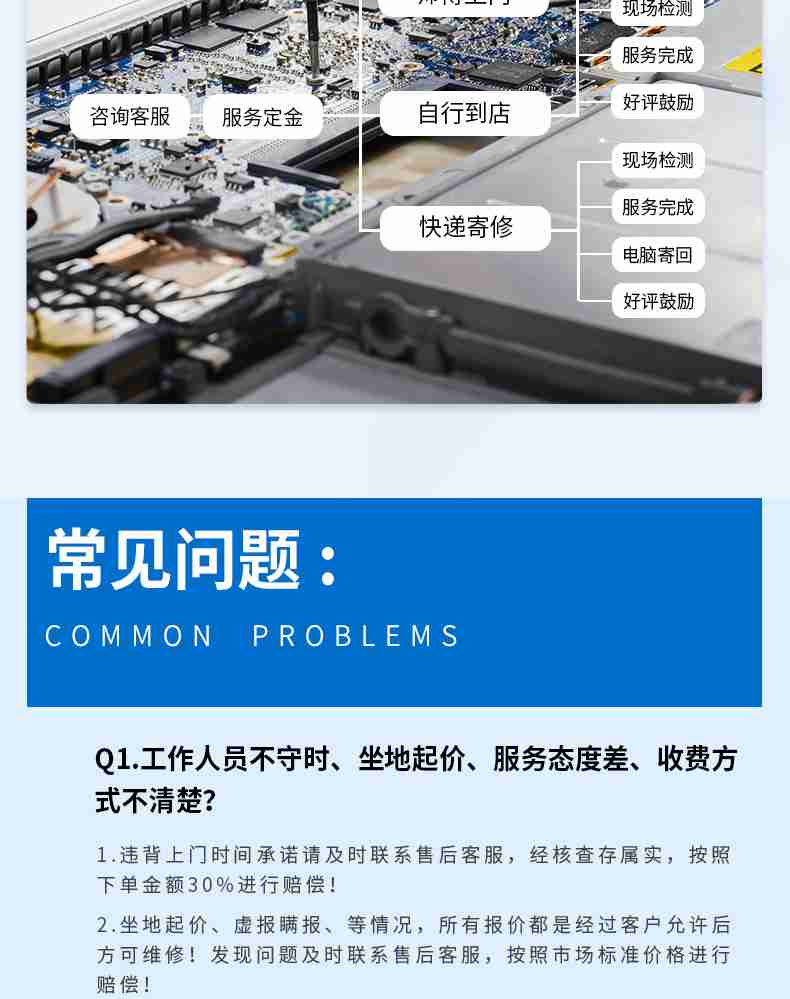 现场检测
服务完成
咨询客服
服务定金
自行到店
好评鼓励
现场检测
服务完成
快递寄修
电脑寄回
好评鼓励
常见问题：
COMMON PROBLEMS
Q1.工作人员不守时、坐地起价、服务态度差、收费方
式不清楚?
1.违背上门时间承诺请及时联系售后客服，经核查存属实，按照
下单金额30%进行赔偿！
2.坐地起价、虚报瞒报、等情况，所有报价都是经过客户允许后
方可维修！发现问题及时联系售后客服，按照市场标准价格进行
赔偿！